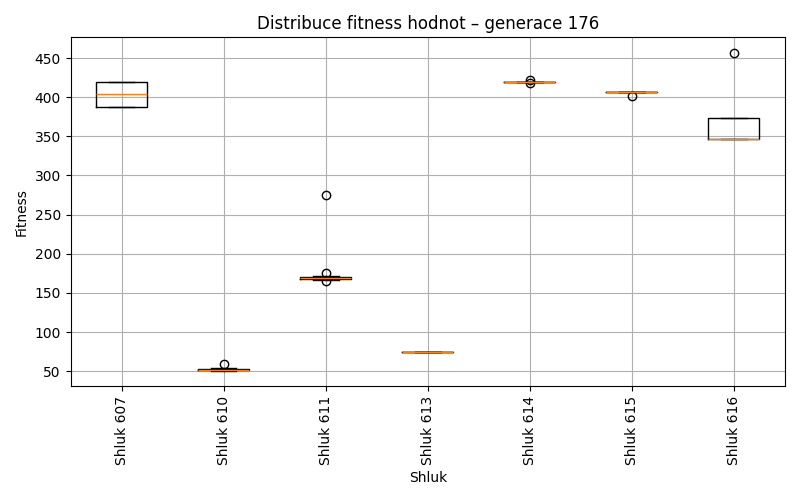 Distribuce fitness hodnot – generace 176
Fitness
450
400
350
300
250
200
150
100
50
Shluk 607
Shluk 610
Shluk 611
Shluk 613
Shluk 614
Shluk 615
Shluk 616
Shluk